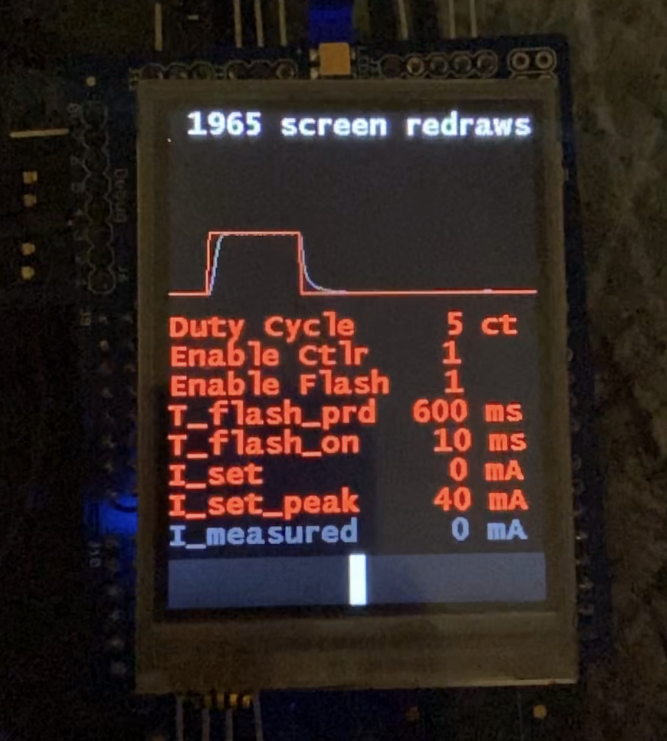 1965 screen redraws
Duty Cycle 5 ct
Enable Ctlr 1
Enable Flash 1
T_flash_prd 600 ms
T_flash_on 10 ms
I_set 0 mA
I_set_peak 40 mA
I_measured 0 mA